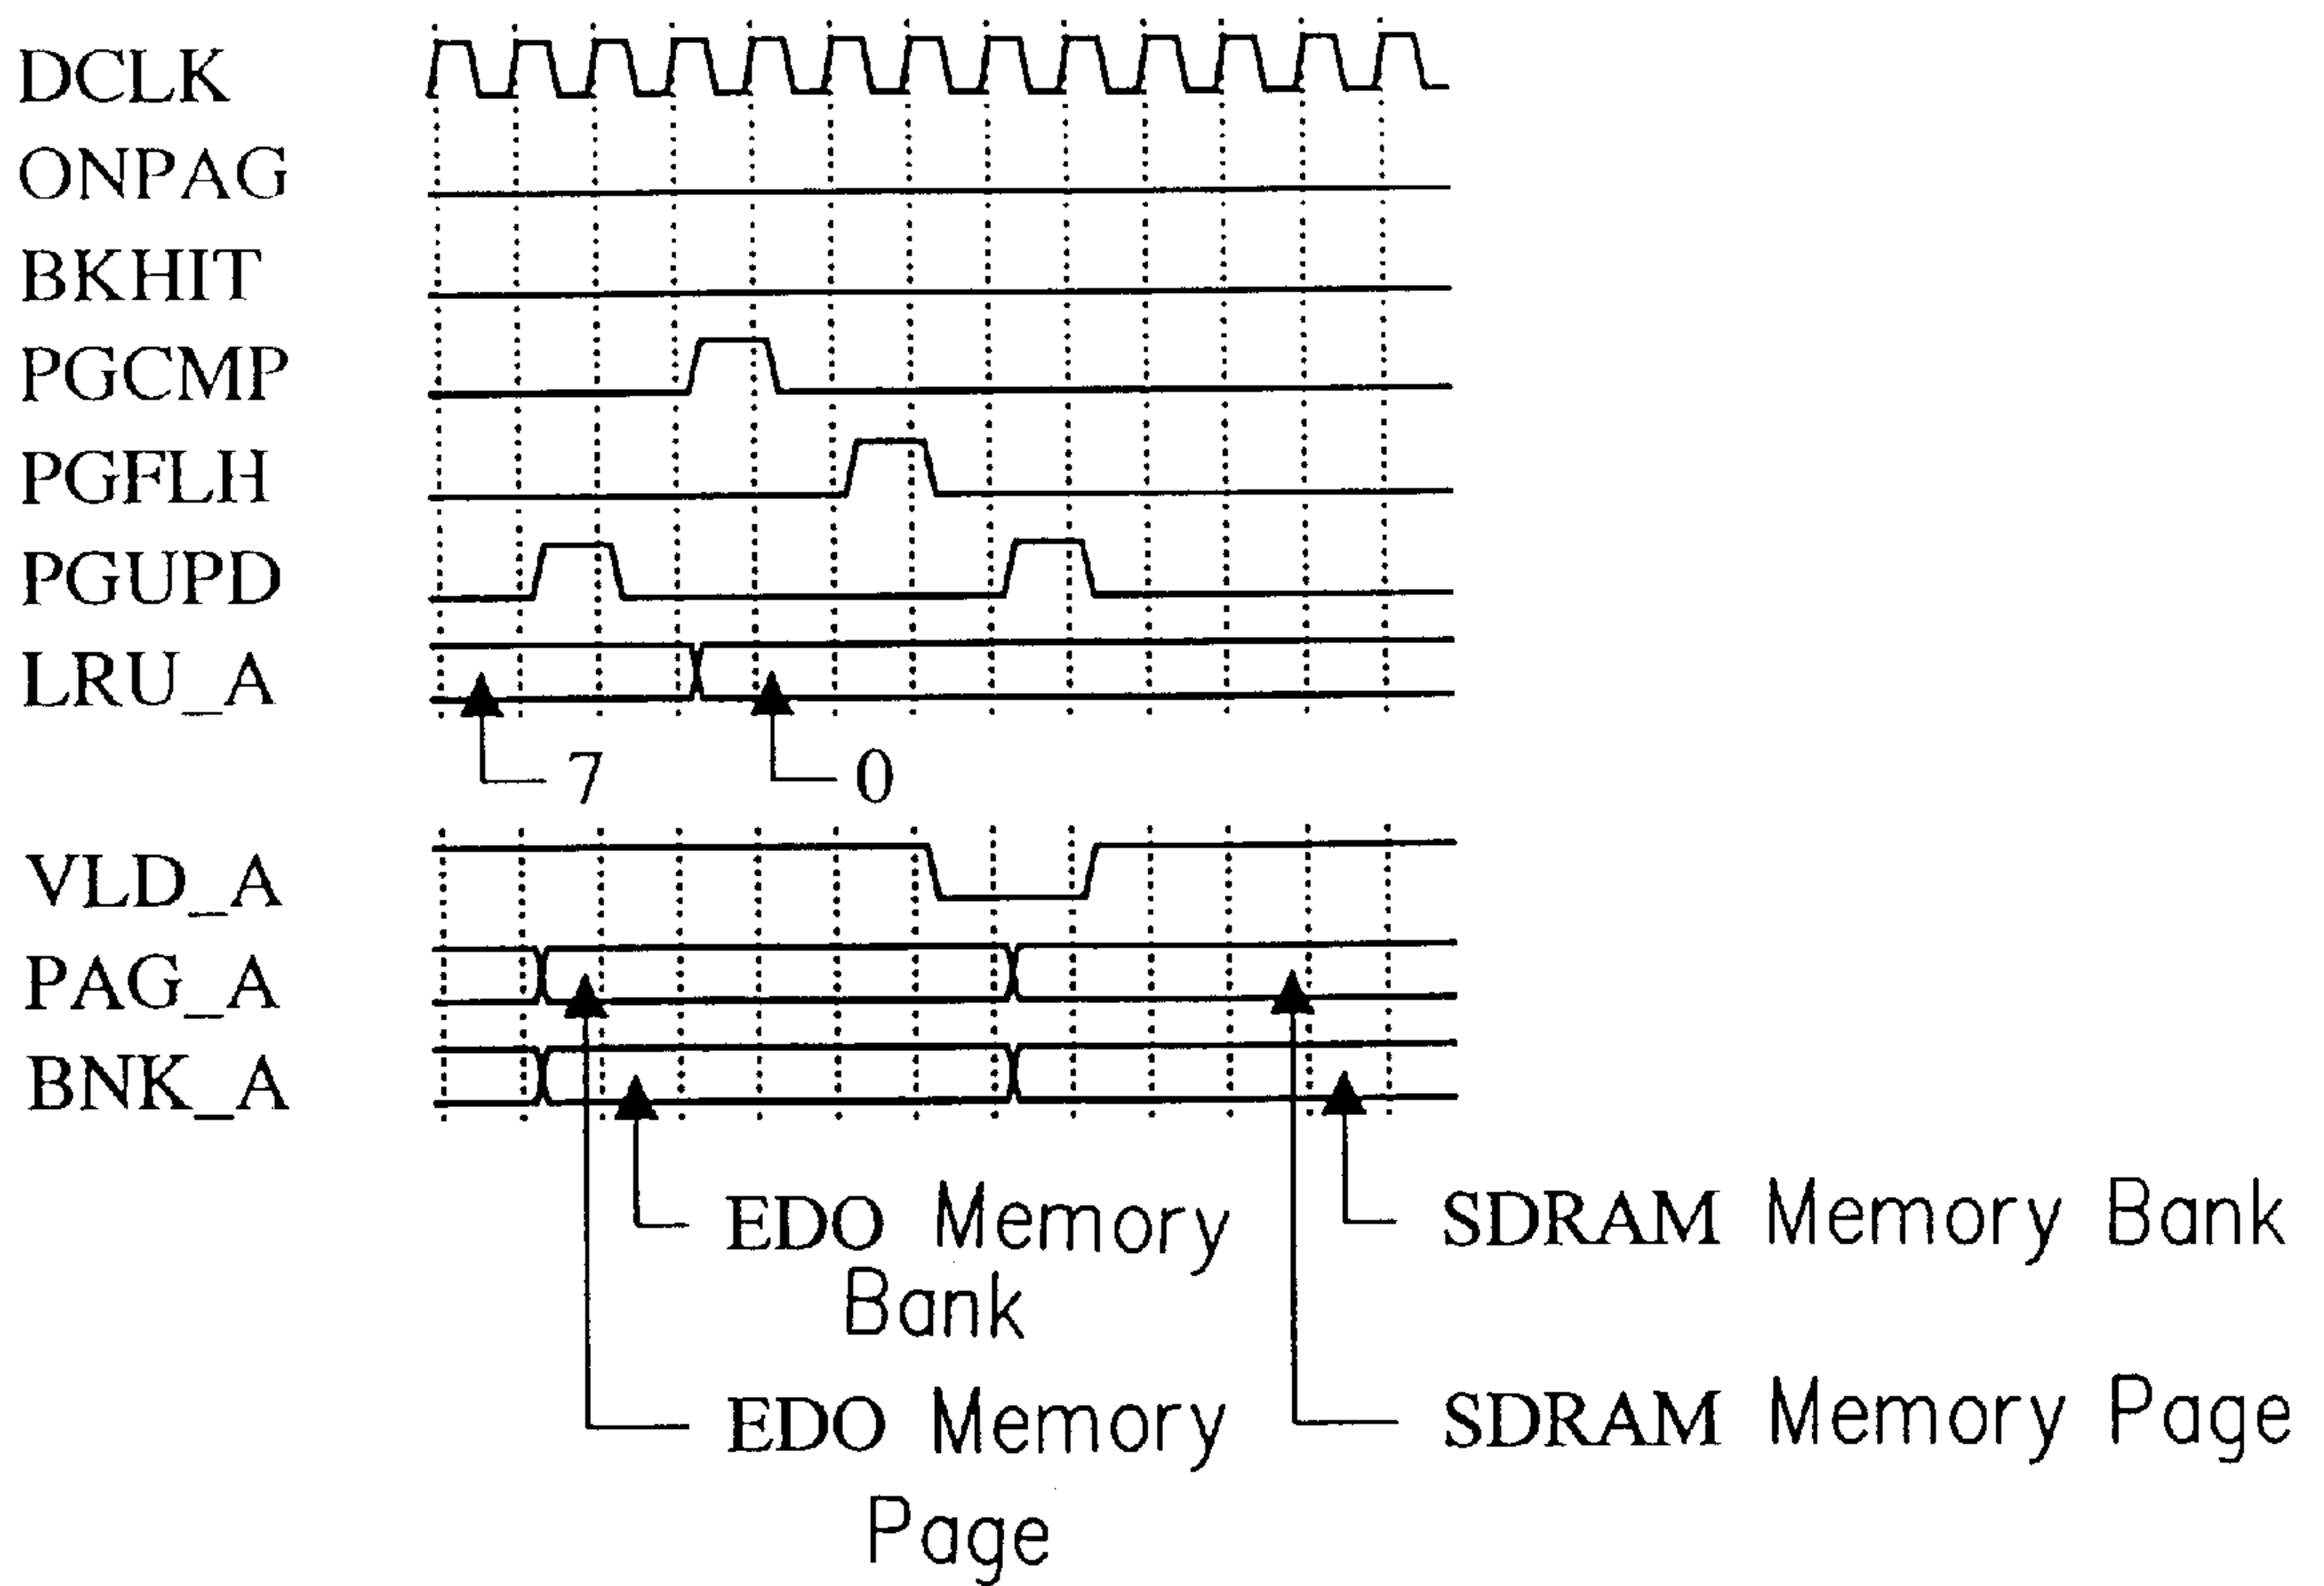 DCLK
ONPAG
BKHIT
PGCMP
PGFLH
PGUPD
LRU_A
7 0
VLD_A
PAG_A
BNK_A
EDO Memory
Bank
SDRAM Memory Bank
EDO Memory
Page
SDRAM Memory Page